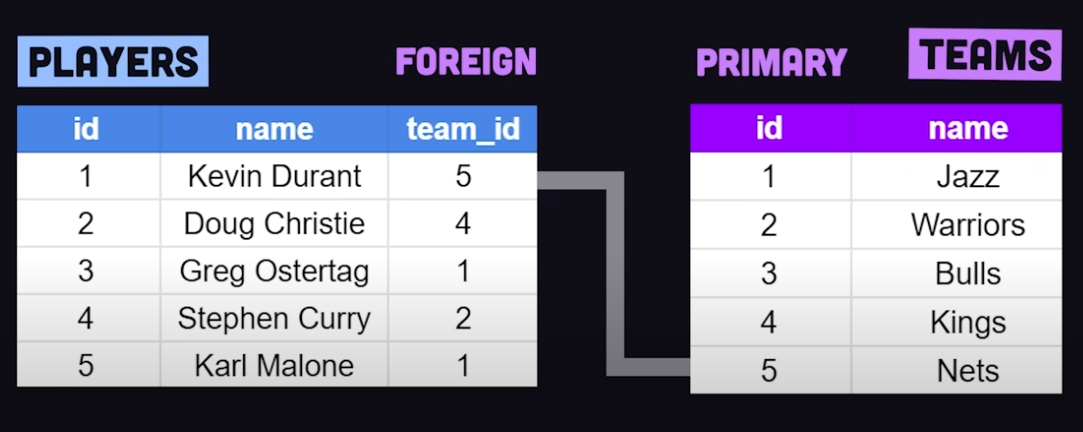 PLAYERS FOREIGN PRIMARY TEAMS
id name team_id id name
1 Kevin Durant 5 1 Jazz
2 Doug Christie 4 2 Warriors
3 Greg Ostertag 1 3 Bulls
4 Stephen Curry 2 4 Kings
5 Karl Malone 1 5 Nets